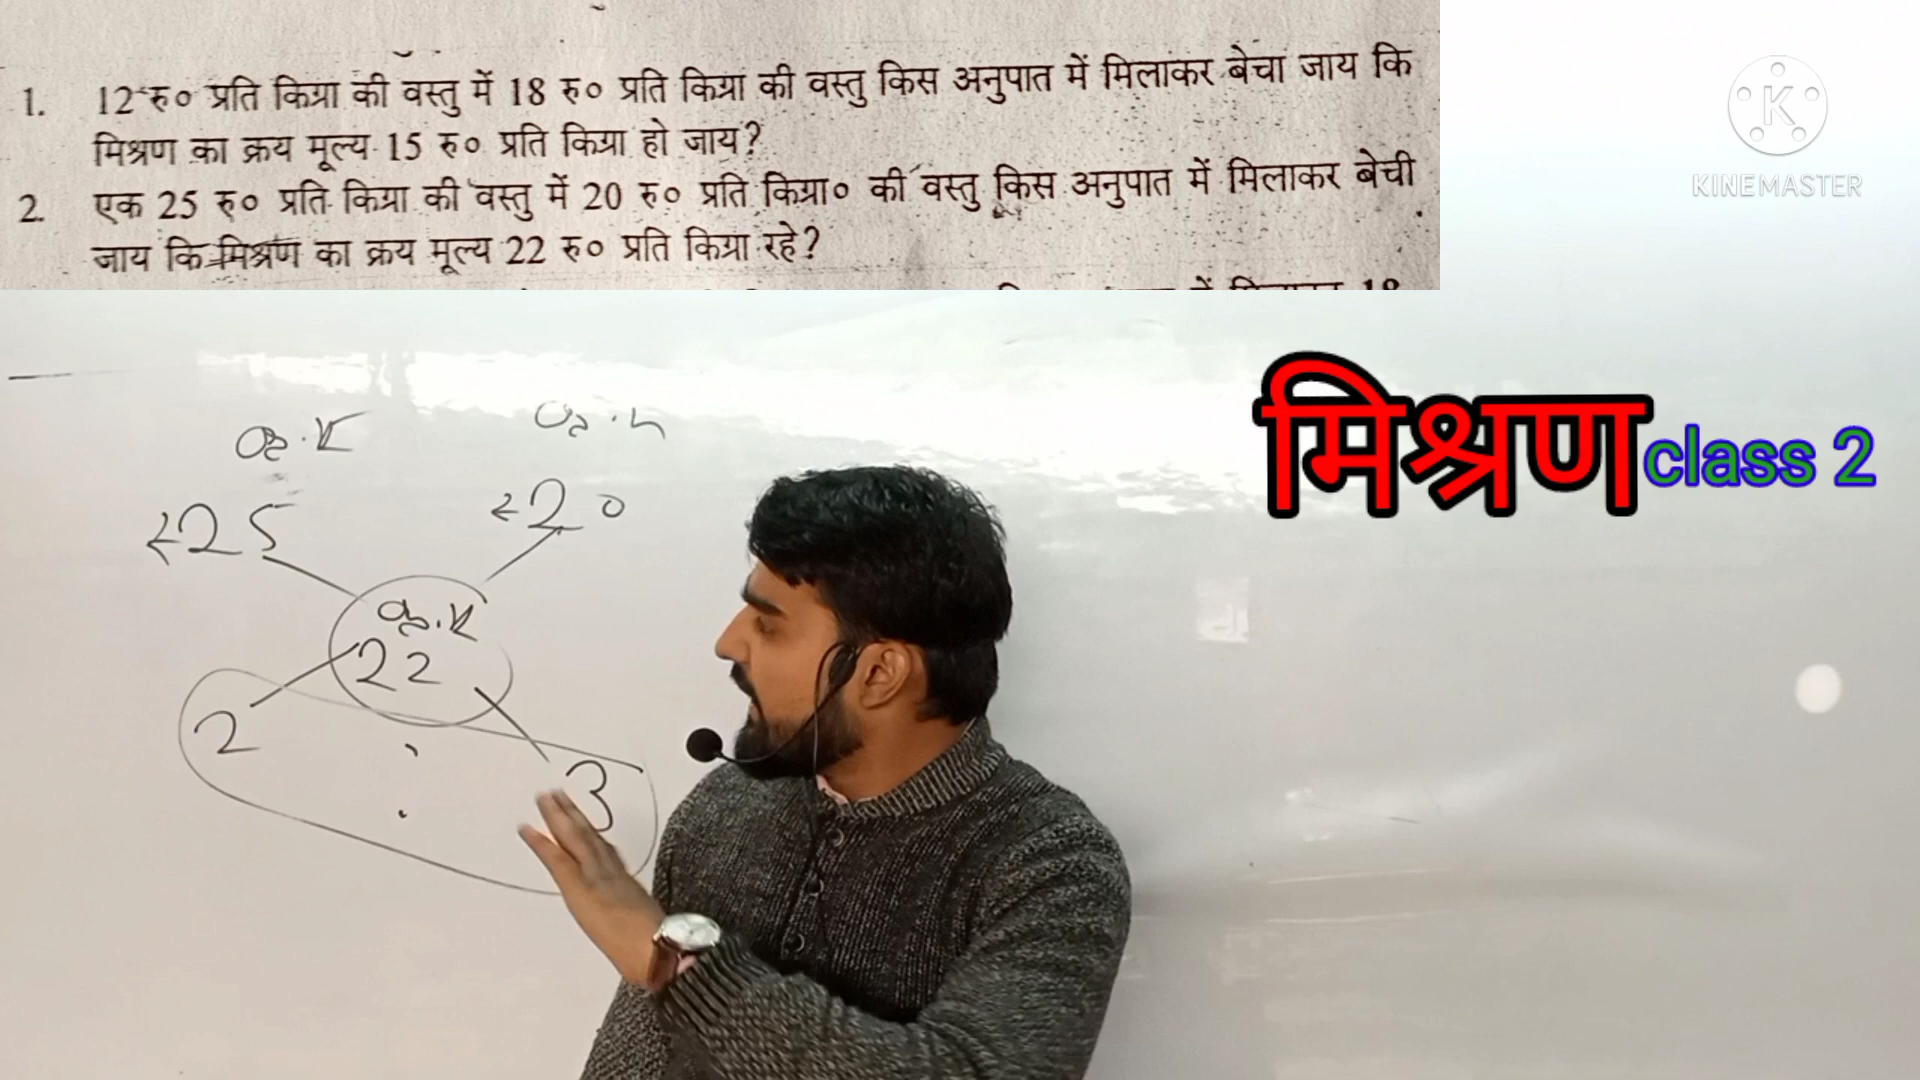 1. 12 रु० प्रति किग्रा की वस्तु में 18 रु० प्रति किग्रा की वस्तु किस अनुपात में मिलाकर बेचा जाय कि
मिश्रण का क्रय मूल्य 15 रु० प्रति किग्रा हो जाय?
2. एक 25 रु० प्रति किग्रा की वस्तु में 20 रु० प्रति किग्रा० की वस्तु किस अनुपात में मिलाकर बेची
जाय कि मिश्रण का क्रय मूल्य 22 रु० प्रति किग्रा रहे?
K
KINEMASTER
मिश्रण class 2
25 20
22
2 : 3